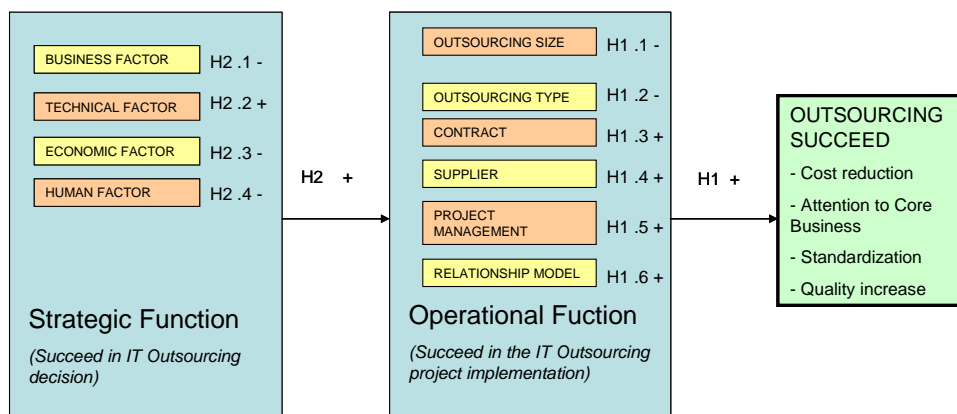 BUSINESS FACTOR H2 .1 -
TECHNICAL FACTOR H2 .2 +
ECONOMIC FACTOR H2 .3 -
HUMAN FACTOR H2 .4 -
Strategic Function
(Succeed in IT Outsourcing
decision)
H2 +
OUTSOURCING SIZE H1 .1 -
OUTSOURCING TYPE H1 .2 -
CONTRACT H1 .3 +
SUPPLIER H1 .4 +
PROJECT
MANAGEMENT H1 .5 +
RELATIONSHIP MODEL H1 .6 +
Operational Fuction
(Succeed in the IT Outsourcing
project implementation)
H1 +
OUTSOURCING
SUCCEED
- Cost reduction
- Attention to Core
Business
- Standardization
- Quality increase